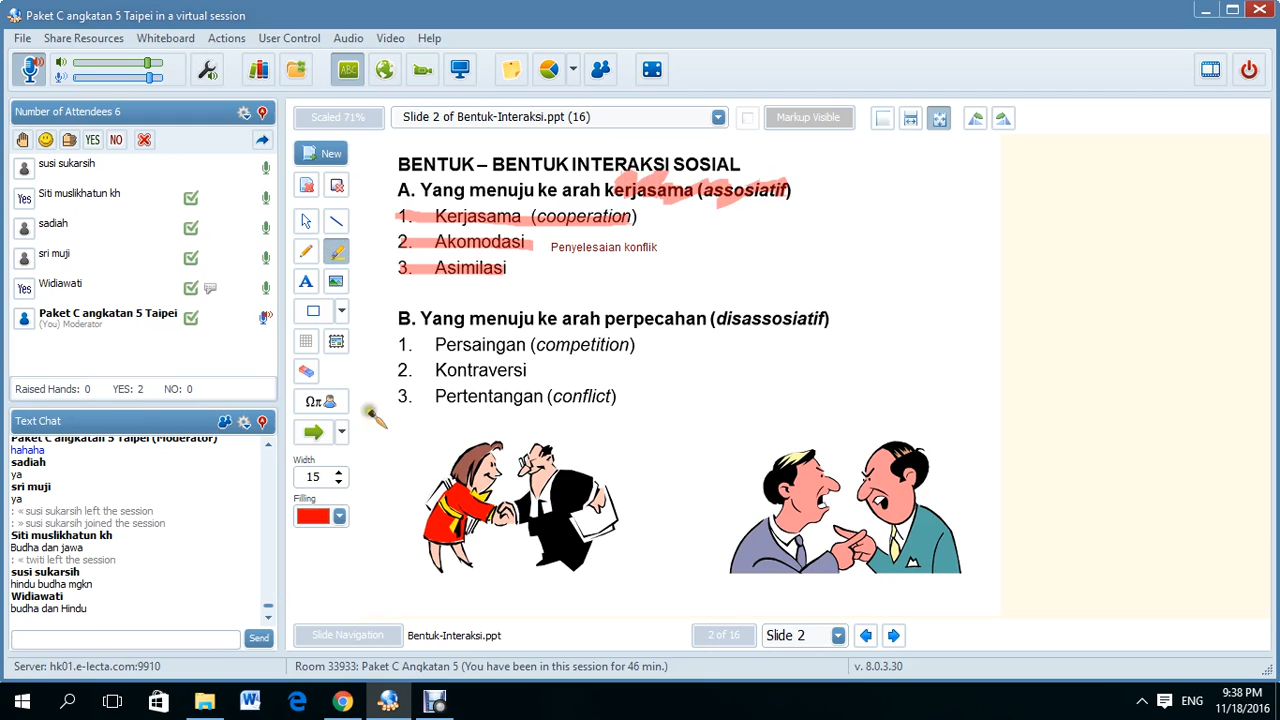 Paket C angkatan 5 Taipei in a virtual session
File Share Resources Whiteboard Actions User Control Audio Video Help
ABC
Number of Attendees 6
YES NO
susi sukarsih
Yes Siti muslikhatun kh
sadiah
sri muji
Yes Widiawati
Paket C angkatan 5 Taipei
(You) Moderator
Raised Hands: 0 YES: 2 NO: 0
Text Chat
Paket C angkatan 5 Taipei (Moderator)
hahaha
sadiah
ya
sri muji
ya
: « susi sukarsih left the session
: » susi sukarsih joined the session
Siti muslikhatun kh
Budha dan jawa
: « twiti left the session
susi sukarsih
hindu budha mgkn
Widiawati
budha dan Hindu
Send
Scaled 71%
Slide 2 of Bentuk-Interaksi.ppt (16)
Markup Visible
New
A
Ωπ
Width
15
Filling
BENTUK – BENTUK INTERAKSI SOSIAL
A. Yang menuju ke arah kerjasama (assosiatif)
1. Kerjasama (cooperation)
2. Akomodasi
Penyelesaian konflik
3. Asimilasi
B. Yang menuju ke arah perpecahan (disassosiatif)
1. Persaingan (competition)
2. Kontraversi
3. Pertentangan (conflict)
Slide Navigation Bentuk-Interaksi.ppt 2 of 16 Slide 2
Server: hk01.e-lecta.com:9910 Room 33933: Paket C Angkatan 5 (You have been in this session for 46 min.) v. 8.0.3.30
W
ENG
9:38 PM
11/18/2016